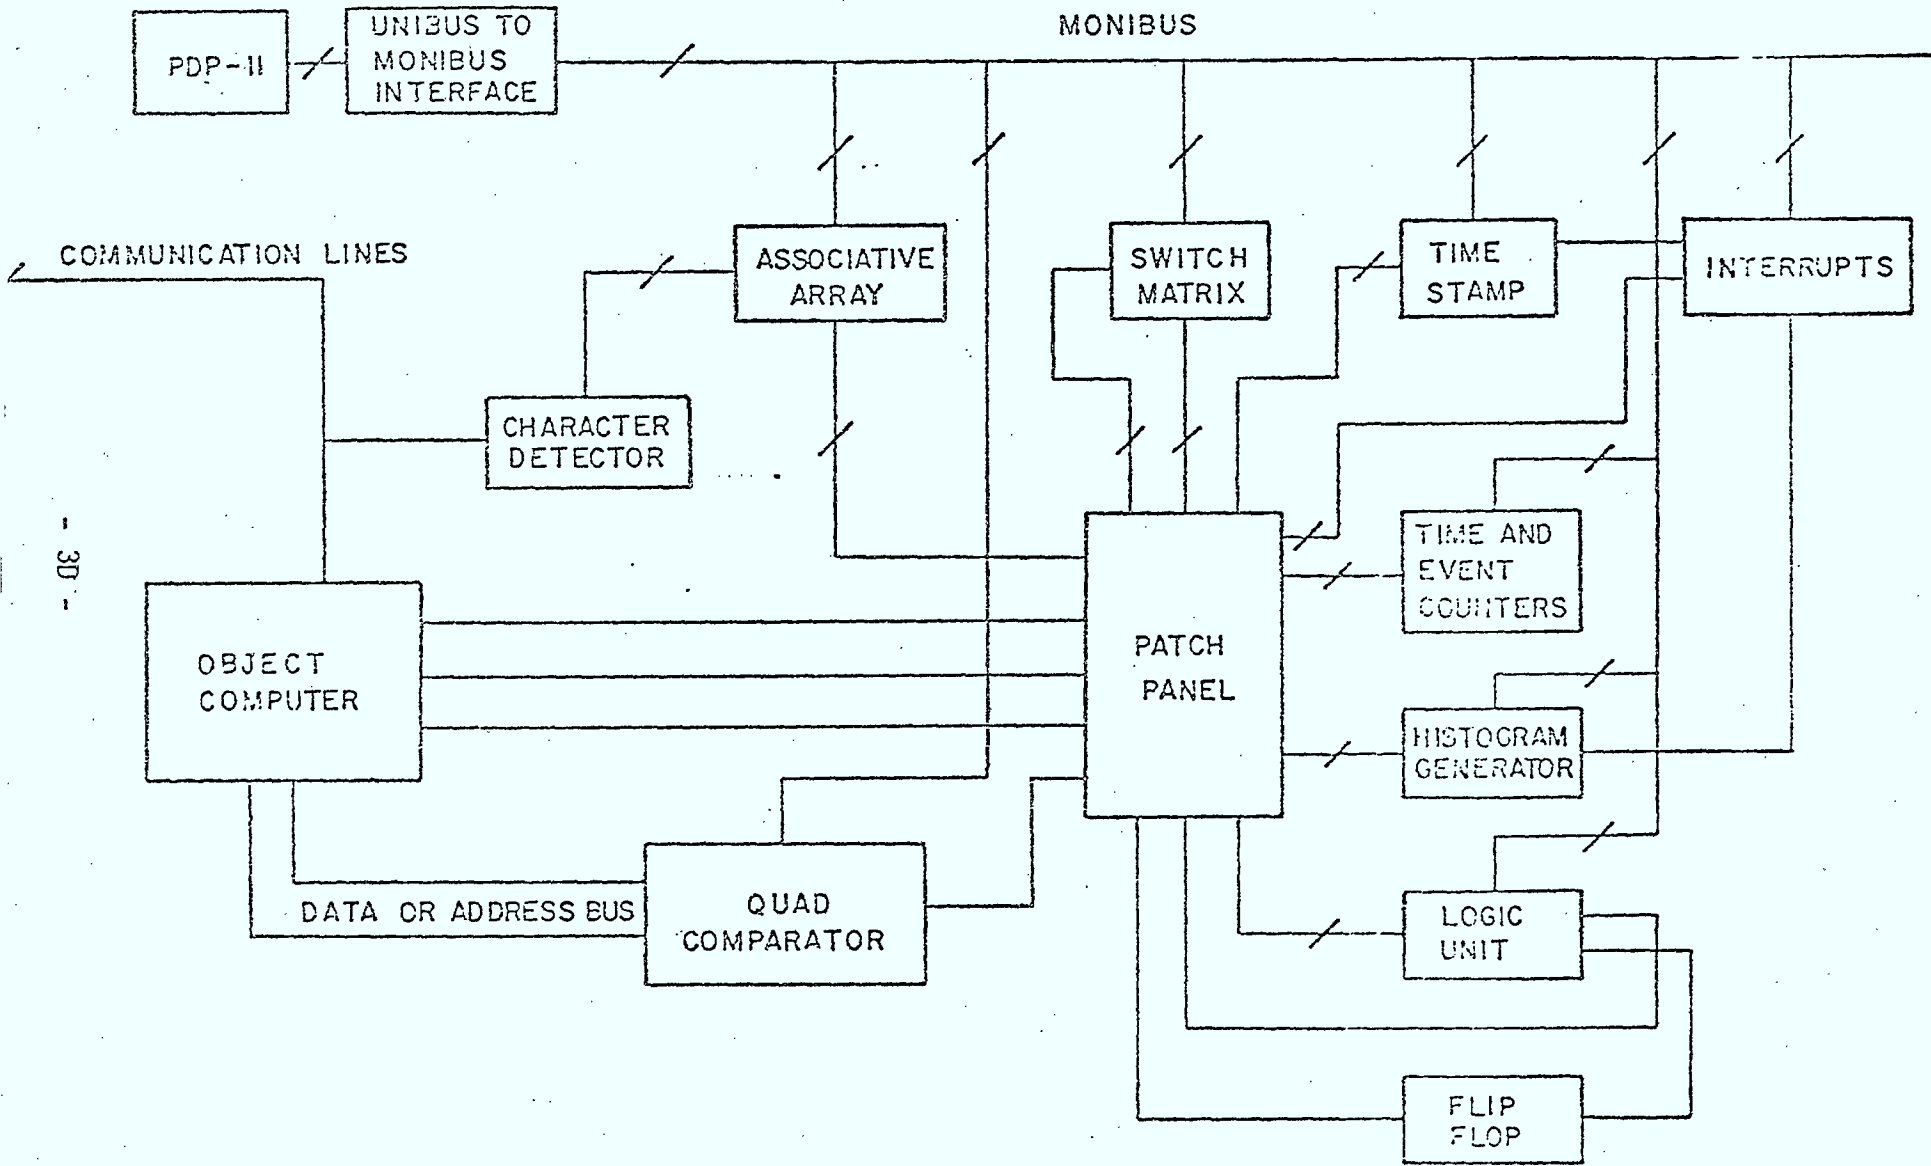 PDP-11
UNIBUS TO
MONIBUS
INTERFACE
MONIBUS
COMMUNICATION LINES
ASSOCIATIVE
ARRAY
SWITCH
MATRIX
TIME
STAMP
INTERRUPTS
CHARACTER
DETECTOR
- 3D -
TIME AND
EVENT
COUNTERS
OBJECT
COMPUTER
PATCH
PANEL
HISTOGRAM
GENERATOR
DATA OR ADDRESS BUS
QUAD
COMPARATOR
LOGIC
UNIT
FLIP
FLOP